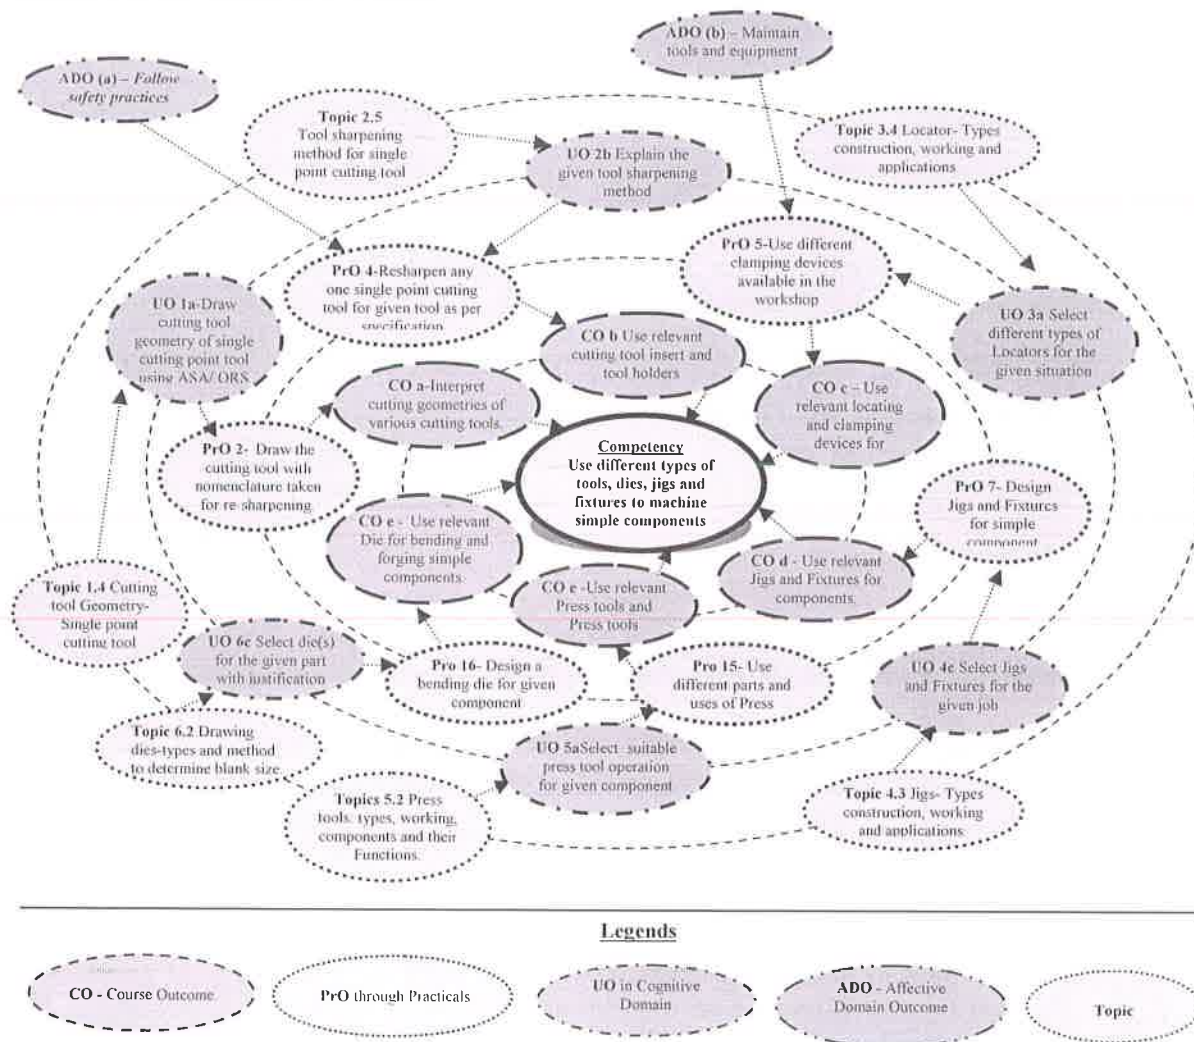 ADO (b) – Maintain
tools and equipment
ADO (a) – Follow
safety practices
Topic 2.5
Tool sharpening
method for single
point cutting tool
Topic 3.4 Locator- Types
construction, working and
applications
UO 2b Explain the
given tool sharpening
method
PrO 4-Resharpen any
one single point cutting
tool for given tool as per
specification
PrO 5-Use different
clamping devices
available in the
workshop
UO 1a-Draw
cutting tool
geometry of single
cutting point tool
using ASA/ ORS
UO 3a Select
different types of
Locators for the
given situation
CO b Use relevant
cutting tool insert and
tool holders
CO a-Interpret
cutting geometries of
various cutting tools.
CO c – Use
relevant locating
and clamping
devices for
PrO 2- Draw the
cutting tool with
nomenclature taken
for re-sharpening
Competency
Use different types of
tools, dies, jigs and
fixtures to machine
simple components
PrO 7- Design
Jigs and Fixtures
for simple
component
CO e - Use relevant
Die for bending and
forging simple
components.
CO d - Use relevant
Jigs and Fixtures for
components.
Topic 1.4 Cutting
tool Geometry-
Single point
cutting tool
CO e -Use relevant
Press tools and
Press tools
UO 6c Select die(s)
for the given part
with justification
Pro 16- Design a
bending die for given
component
Pro 15- Use
different parts and
uses of Press
UO 4c Select Jigs
and Fixtures for the
given job
Topic 6.2 Drawing
dies-types and method
to determine blank size
UO 5aSelect suitable
press tool operation
for given component
Topics 5.2 Press
tools. types, working,
components and their
Functions.
Topic 4.3 Jigs- Types
construction, working
and applications
Legends
CO - Course Outcome
PrO through Practicals
UO in Cognitive
Domain
ADO - Affective
Domain Outcome
Topic